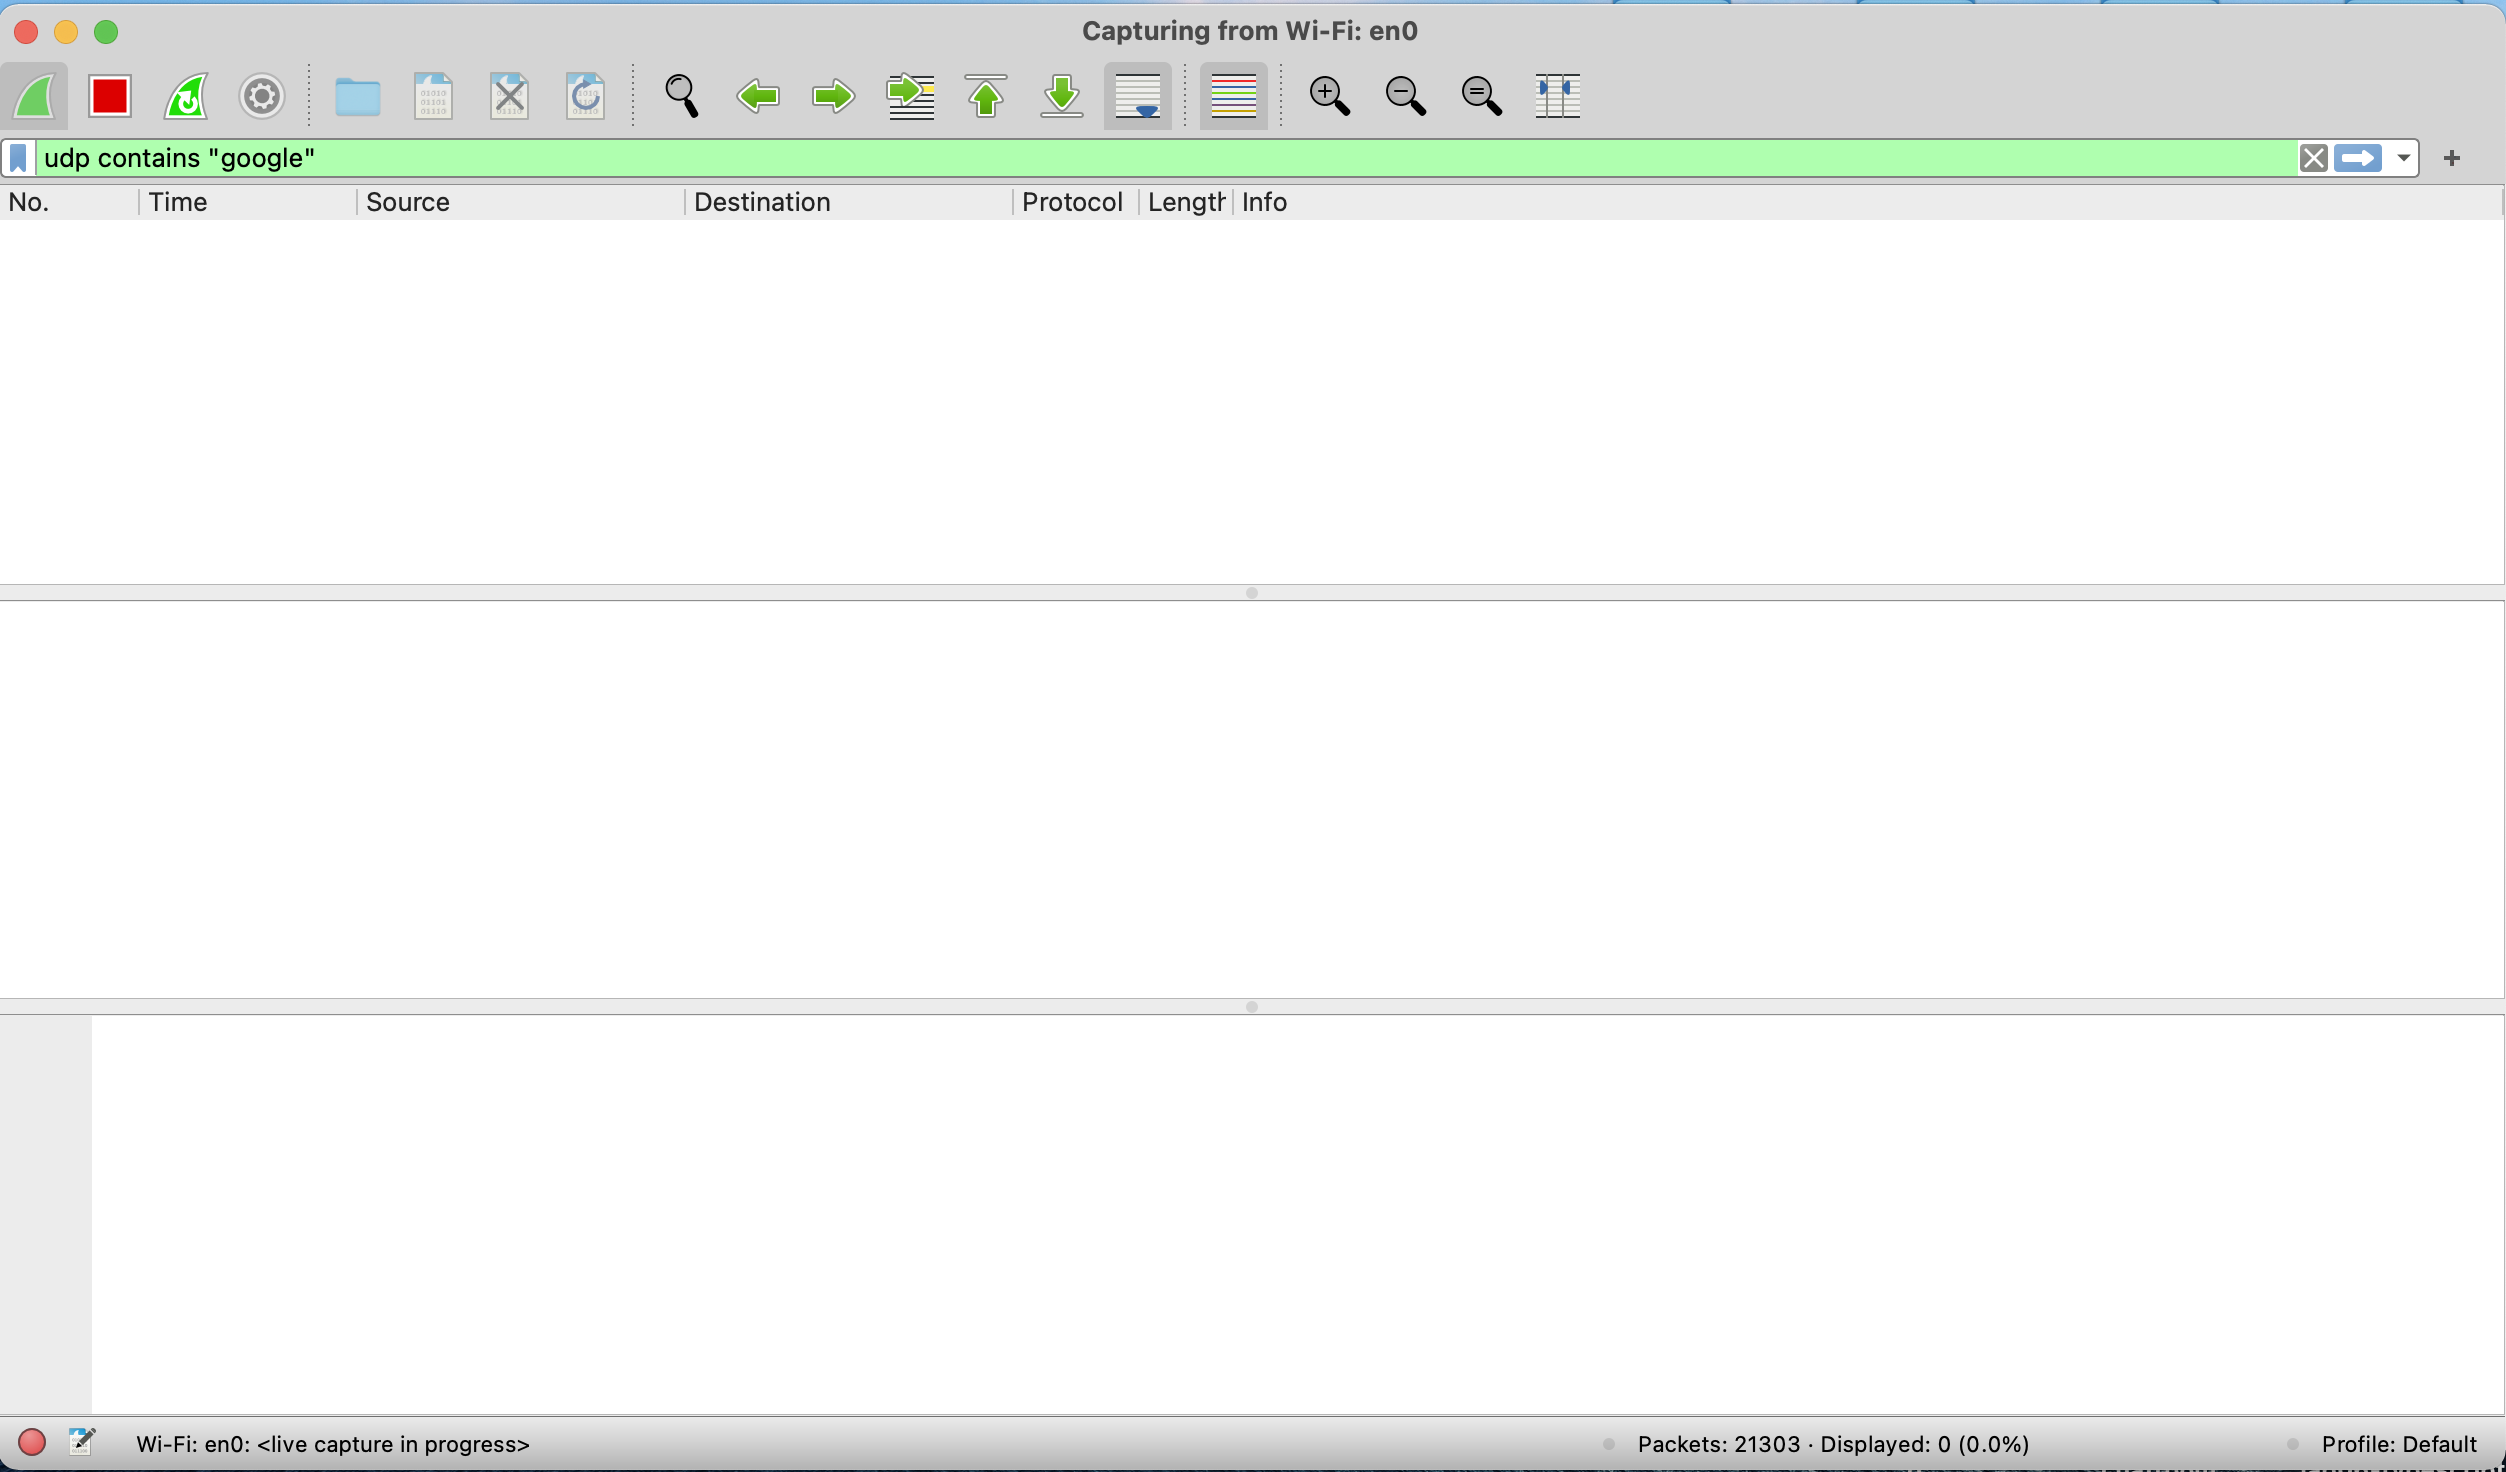 Capturing from Wi-Fi: en0
udp contains "google"
No. Time Source Destination Protocol Length Info
Wi-Fi: en0: <live capture in progress> Packets: 21303 · Displayed: 0 (0.0%) Profile: Default